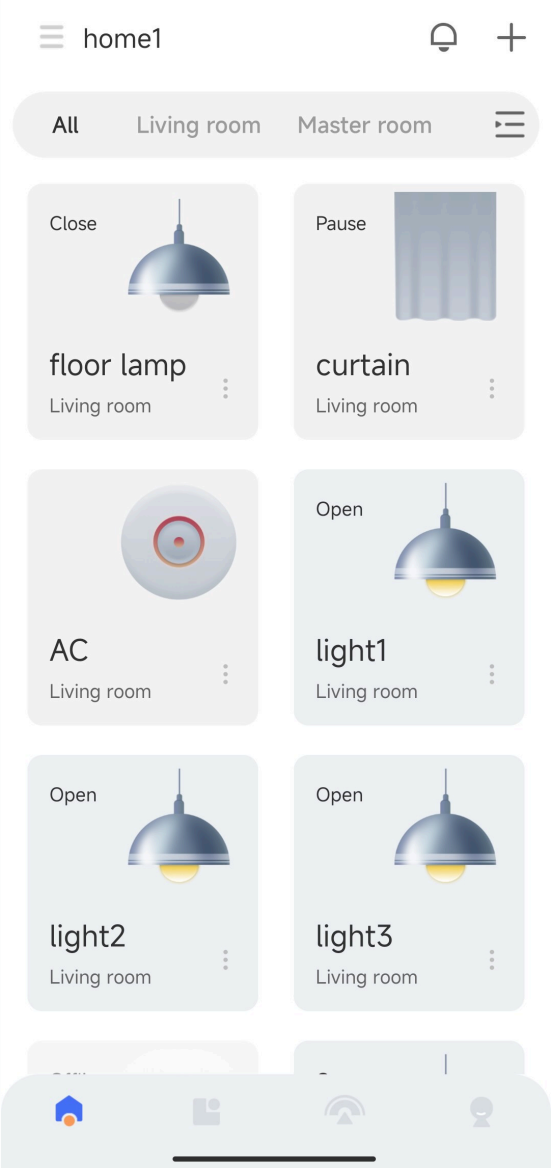 home1
All Living room Master room
Close
floor lamp
Living room
Pause
curtain
Living room
AC
Living room
Open
light1
Living room
Open
light2
Living room
Open
light3
Living room